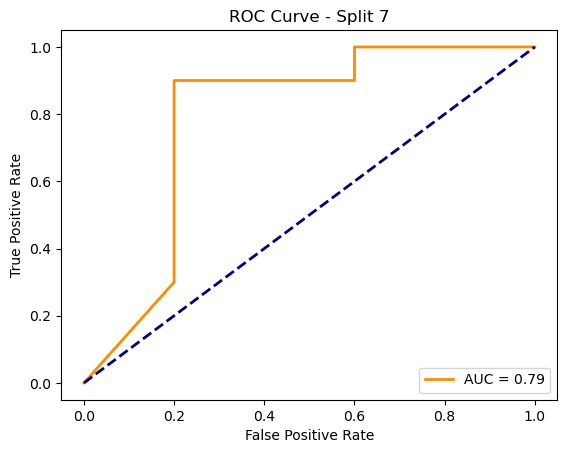 ROC Curve - Split 7
True Positive Rate
1.0
0.8
0.6
0.4
0.2
0.0
AUC = 0.79
0.0 0.2 0.4 0.6 0.8 1.0
False Positive Rate